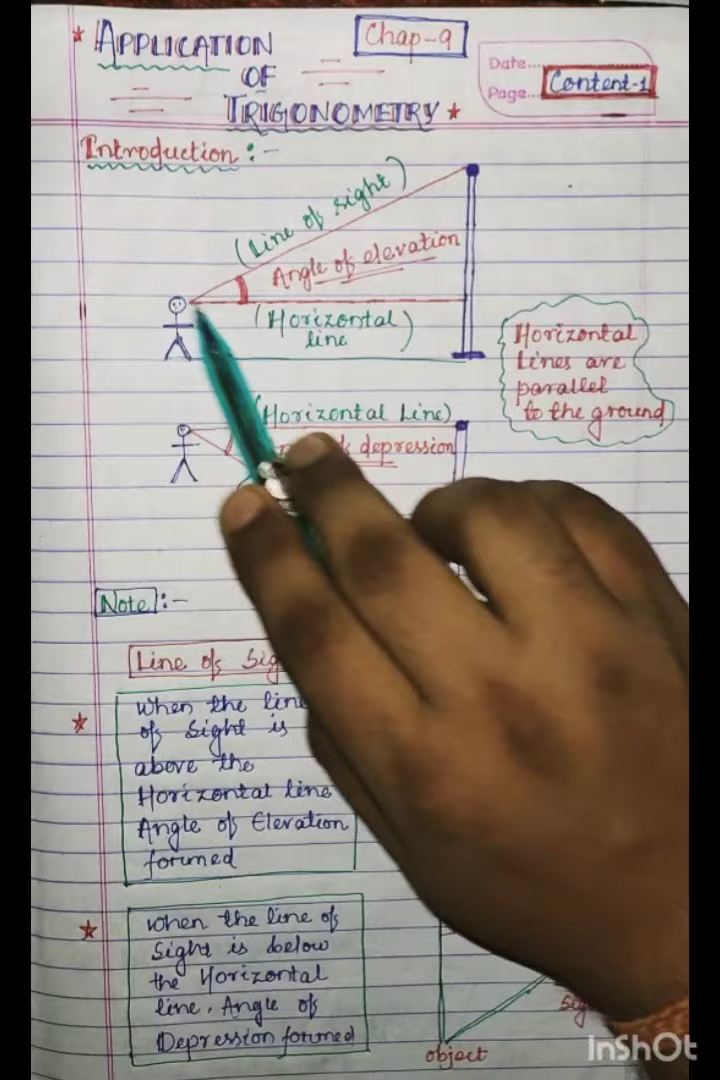 APPLICATION
OF
TRIGONOMETRY
Chap-9
Date....
Page....
Content-1
Introduction :-
(Line of sight)
Angle of elevation
(Horizontal
line)
Horizontal
Lines are
parallel
to the ground
(Horizontal Line)
depression
Note :-
Line of Sig
When the line
of Sight is
above the
Horizontal line
Angle of Elevation
formed
When the line of
Sight is below
the Horizontal
line. Angle of
Depression formed
object
InShOt